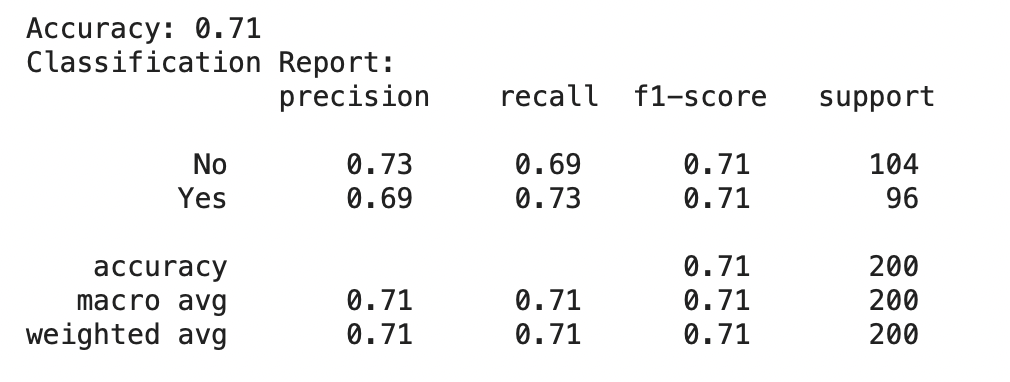 Accuracy: 0.71
Classification Report:
precision recall f1-score support
No 0.73 0.69 0.71 104
Yes 0.69 0.73 0.71 96
accuracy 0.71 200
macro avg 0.71 0.71 0.71 200
weighted avg 0.71 0.71 0.71 200